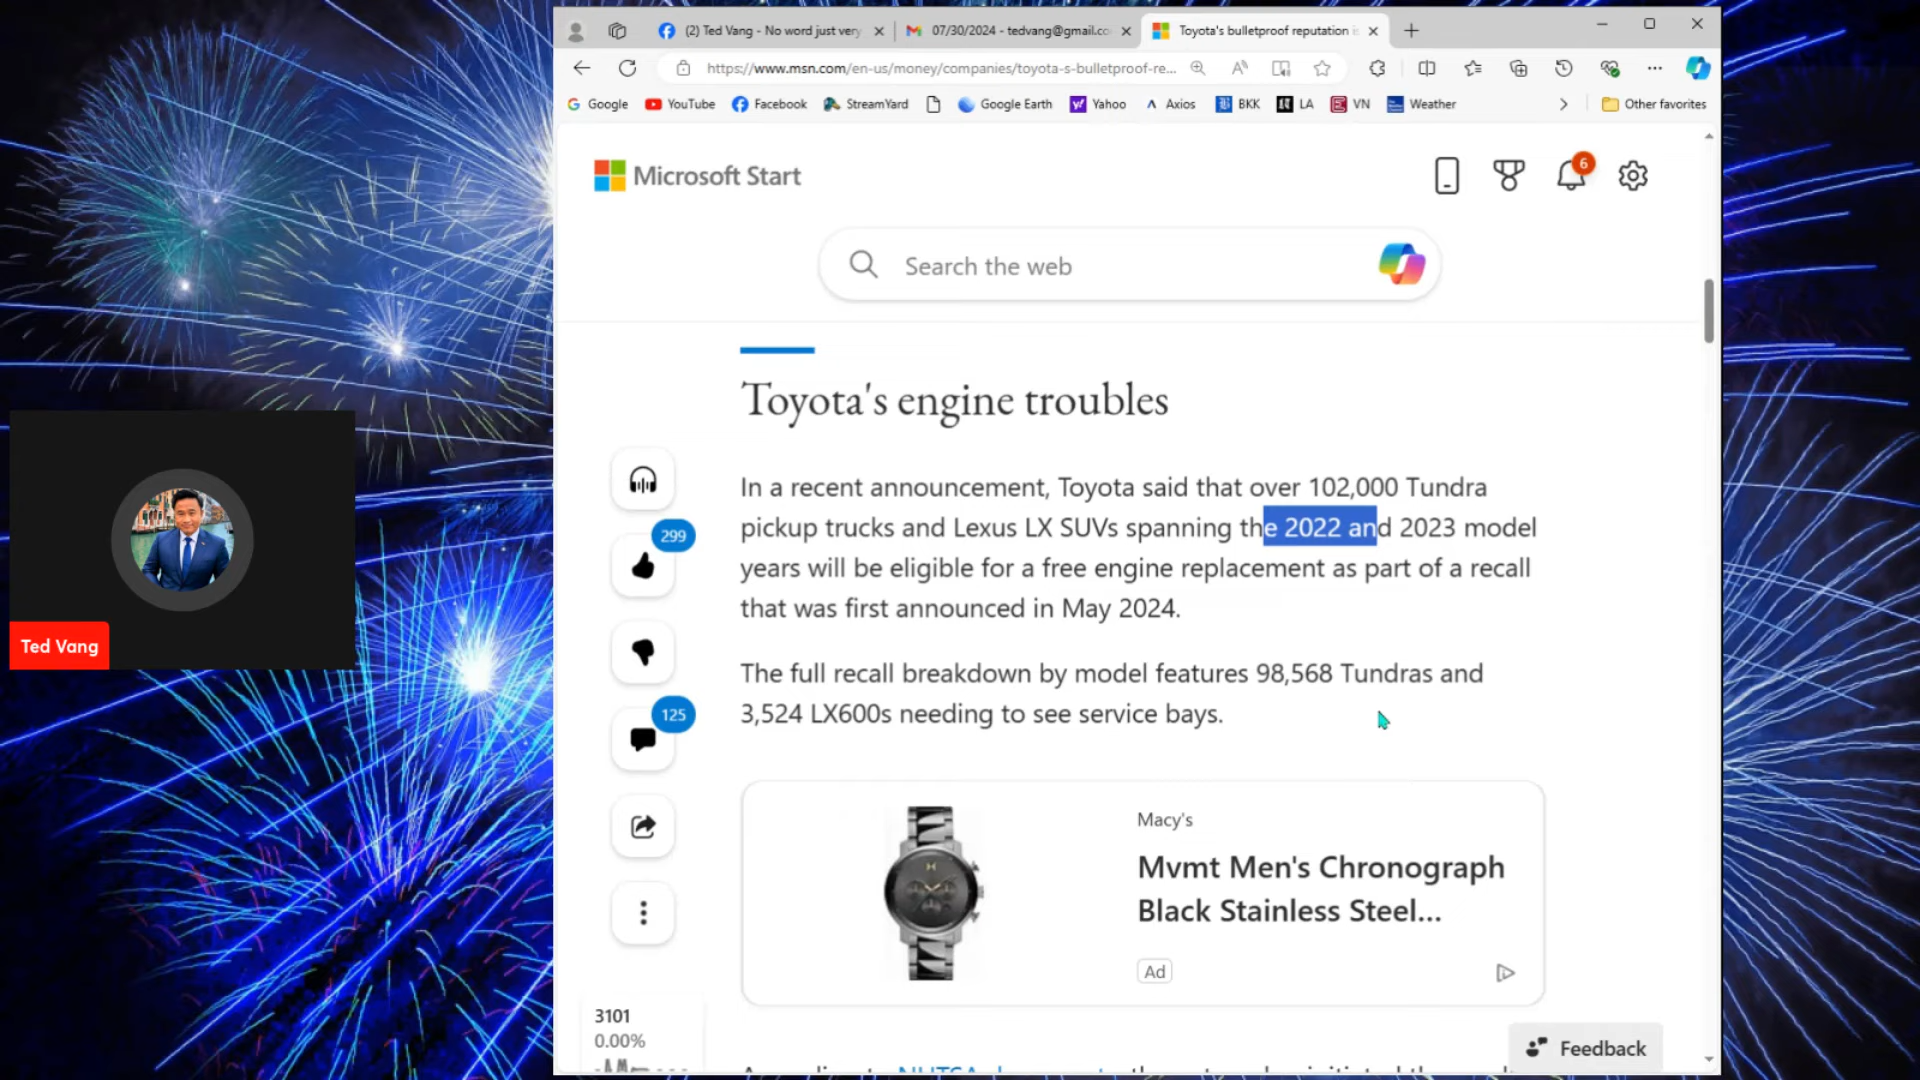 (2) Ted Vang - No word just very
07/30/2024 - tedvang@gmail.co
Toyota's bulletproof reputation is
https://www.msn.com/en-us/money/companies/toyota-s-bulletproof-re...
Google
YouTube
Facebook
StreamYard
Google Earth
Yahoo
Axios
BKK
LA
VN
Weather
Other favorites
Microsoft Start
6
Search the web
Toyota's engine troubles
In a recent announcement, Toyota said that over 102,000 Tundra
pickup trucks and Lexus LX SUVs spanning the 2022 and 2023 model
years will be eligible for a free engine replacement as part of a recall
that was first announced in May 2024.
The full recall breakdown by model features 98,568 Tundras and
3,524 LX600s needing to see service bays.
299
125
Ted Vang
Macy's
Mvmt Men's Chronograph
Black Stainless Steel...
Ad
3101
0.00%
Feedback